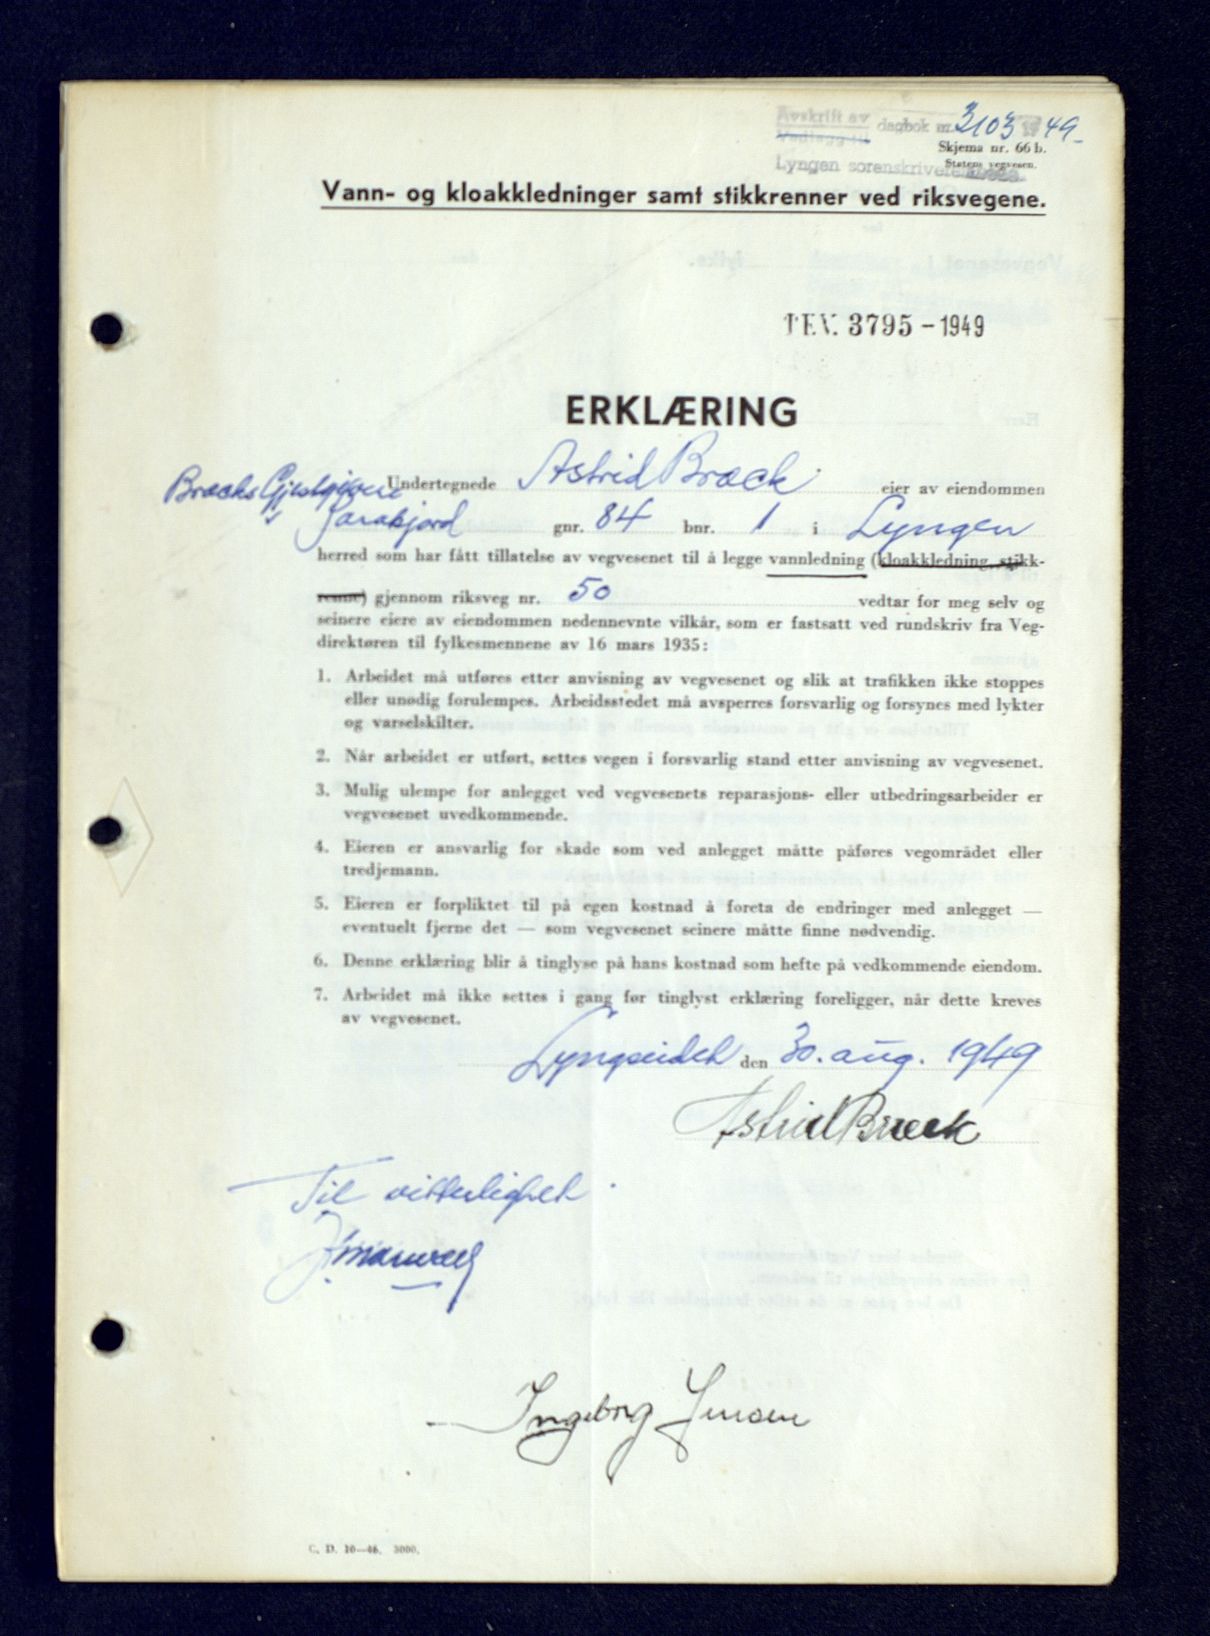 Avskrift av
Vedlegg til
dagbok nr. 3103 1949
Skjema nr. 66 b.
Statens vegvesen.
Lyngen sorenskriverembede.
Vann- og kloakkledninger samt stikkrenner ved riksvegene.
TEV. 3795 - 1949
ERKLÆRING
Undertegnede Astrid Brock eier av eiendommen
Brocks Gjestgiveri
gnr. 84 bnr. 1 i Lyngen
herred som har fått tillatelse av vegvesenet til å legge vannledning (kloakkledning, stikk-
renne) gjennom riksveg nr. 50 vedtar for meg selv og
seinere eiere av eiendommen nedennevnte vilkår, som er fastsatt ved rundskriv fra Veg-
direktøren til fylkesmennene av 16 mars 1935:
1. Arbeidet må utføres etter anvisning av vegvesenet og slik at trafikken ikke stoppes
eller unødig forulempes. Arbeidsstedet må avsperres forsvarlig og forsynes med lykter
og varselskilter.
2. Når arbeidet er utført, settes vegen i forsvarlig stand etter anvisning av vegvesenet.
3. Mulig ulempe for anlegget ved vegvesenets reparasjons- eller utbedringsarbeider er
vegvesenet uvedkommende.
4. Eieren er ansvarlig for skade som ved anlegget måtte påføres vegområdet eller
tredjemann.
5. Eieren er forpliktet til på egen kostnad å foreta de endringer med anlegget —
eventuelt fjerne det — som vegvesenet seinere måtte finne nødvendig.
6. Denne erklæring blir å tinglyse på hans kostnad som hefte på vedkommende eiendom.
7. Arbeidet må ikke settes i gang før tinglyst erklæring foreligger, når dette kreves
av vegvesenet.
Lyngseidet den 30. aug. 1949
Astrid Brock
Til vitterlighet
Ingeborg Jensen
C. D. 10—46. 3000.